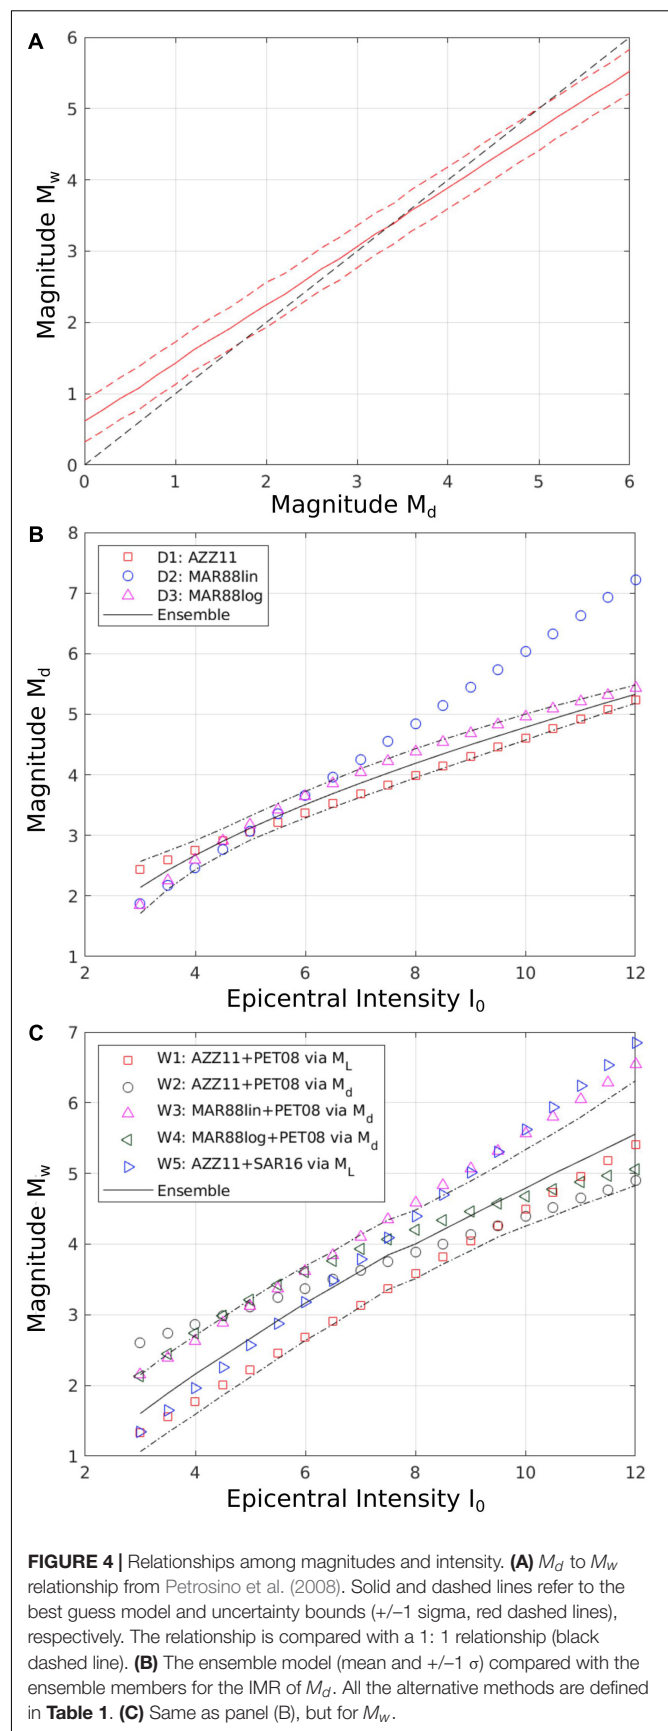 A
6
5
4
3
2
1
0
Magnitude M_w
0 1 2 3 4 5 6
Magnitude M_d
B
8
7
6
5
4
3
2
1
Magnitude M_d
D1: AZZ11
D2: MAR88lin
D3: MAR88log
Ensemble
2 4 6 8 10 12
Epicentral Intensity I_0
C
7
6
5
4
3
2
1
Magnitude M_w
W1: AZZ11+PET08 via M_L
W2: AZZ11+PET08 via M_d
W3: MAR88lin+PET08 via M_d
W4: MAR88log+PET08 via M_d
W5: AZZ11+SAR16 via M_L
Ensemble
2 4 6 8 10 12
Epicentral Intensity I_0
FIGURE 4 | Relationships among magnitudes and intensity. (A) M_d to M_w
relationship from Petrosino et al. (2008). Solid and dashed lines refer to the
best guess model and uncertainty bounds (+/−1 sigma, red dashed lines),
respectively. The relationship is compared with a 1: 1 relationship (black
dashed line). (B) The ensemble model (mean and +/−1 σ) compared with the
ensemble members for the IMR of M_d. All the alternative methods are defined
in Table 1. (C) Same as panel (B), but for M_w.